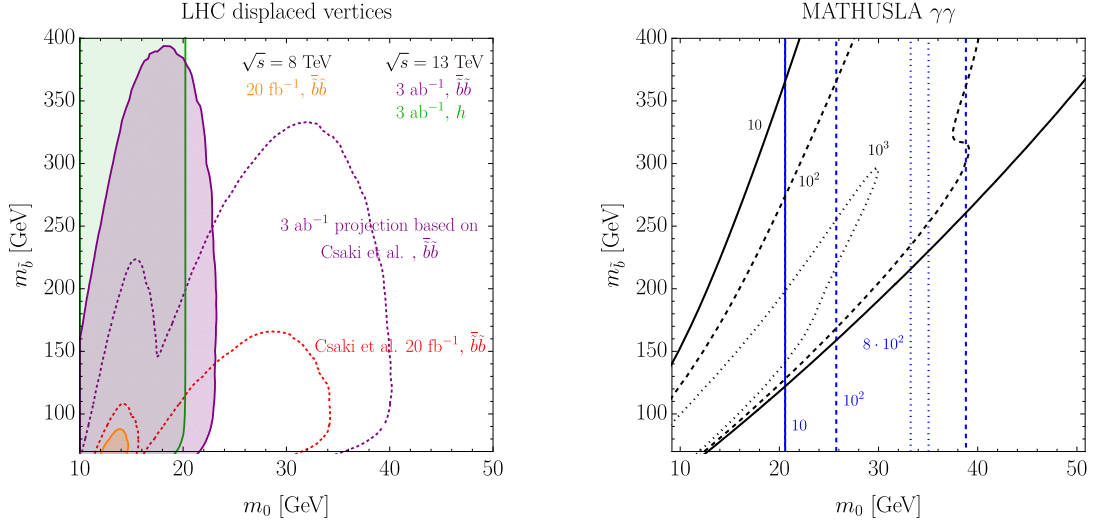 LHC displaced vertices
√s = 8 TeV
20 fb⁻¹, b̃̄b̃
√s = 13 TeV
3 ab⁻¹, b̃̄b̃
3 ab⁻¹, h
3 ab⁻¹ projection based on
Csaki et al. , b̃̄b̃
Csaki et al. 20 fb⁻¹, b̃̄b̃
400
350
300
250
200
150
100
m_b̃ [GeV]
10
20
30
40
50
m₀ [GeV]
MATHUSLA γγ
10
10²
10³
8 · 10²
10²
10
400
350
300
250
200
150
100
m_b̃ [GeV]
10
20
30
40
50
m₀ [GeV]